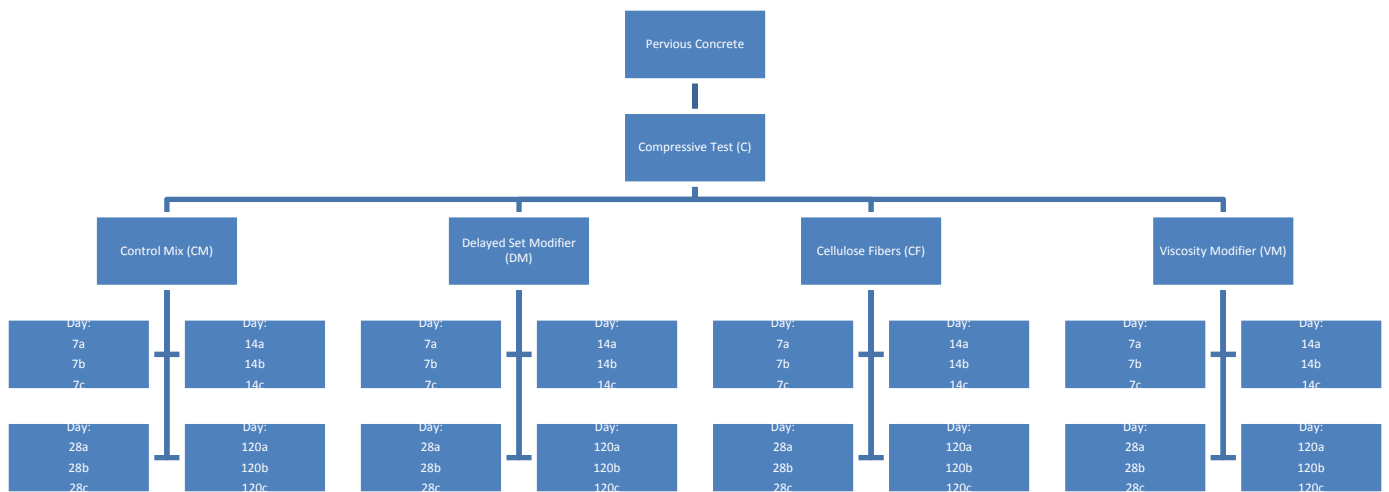 Pervious Concrete
Compressive Test (C)
Control Mix (CM)
Delayed Set Modifier
(DM)
Cellulose Fibers (CF)
Viscosity Modifier (VM)
Day:
7a
7b
7c
Day:
14a
14b
14c
Day:
7a
7b
7c
Day:
14a
14b
14c
Day:
7a
7b
7c
Day:
14a
14b
14c
Day:
7a
7b
7c
Day:
14a
14b
14c
Day:
28a
28b
28c
Day:
120a
120b
120c
Day:
28a
28b
28c
Day:
120a
120b
120c
Day:
28a
28b
28c
Day:
120a
120b
120c
Day:
28a
28b
28c
Day:
120a
120b
120c